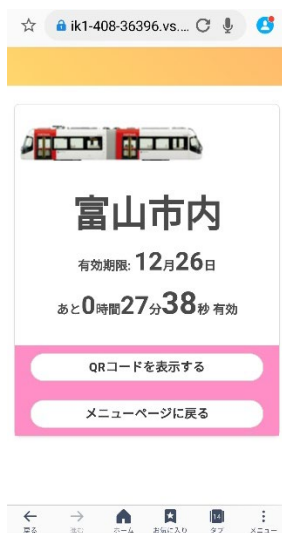 ik1-408-36396.vs....
富山市内
有効期限: 12月26日
あと0時間27分38秒 有効
QRコードを表示する
メニューページに戻る
14
戻る 進む ホーム お気に入り タブ メニュー